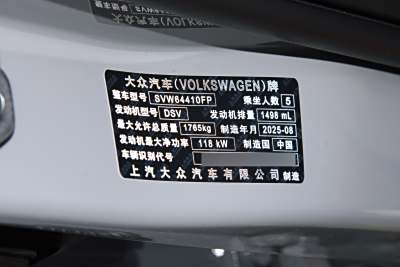 大众汽车(VOLKSWAGEN)牌
整车型号 SVW64410FP 乘坐人数 5
发动机型号 DSV 发动机排量 1498 mL
最大允许总质量 1765kg 制造年月 2025-08
发动机最大净功率 118 kW 制造国 中国
车辆识别代号
上汽大众汽车有限公司 制造